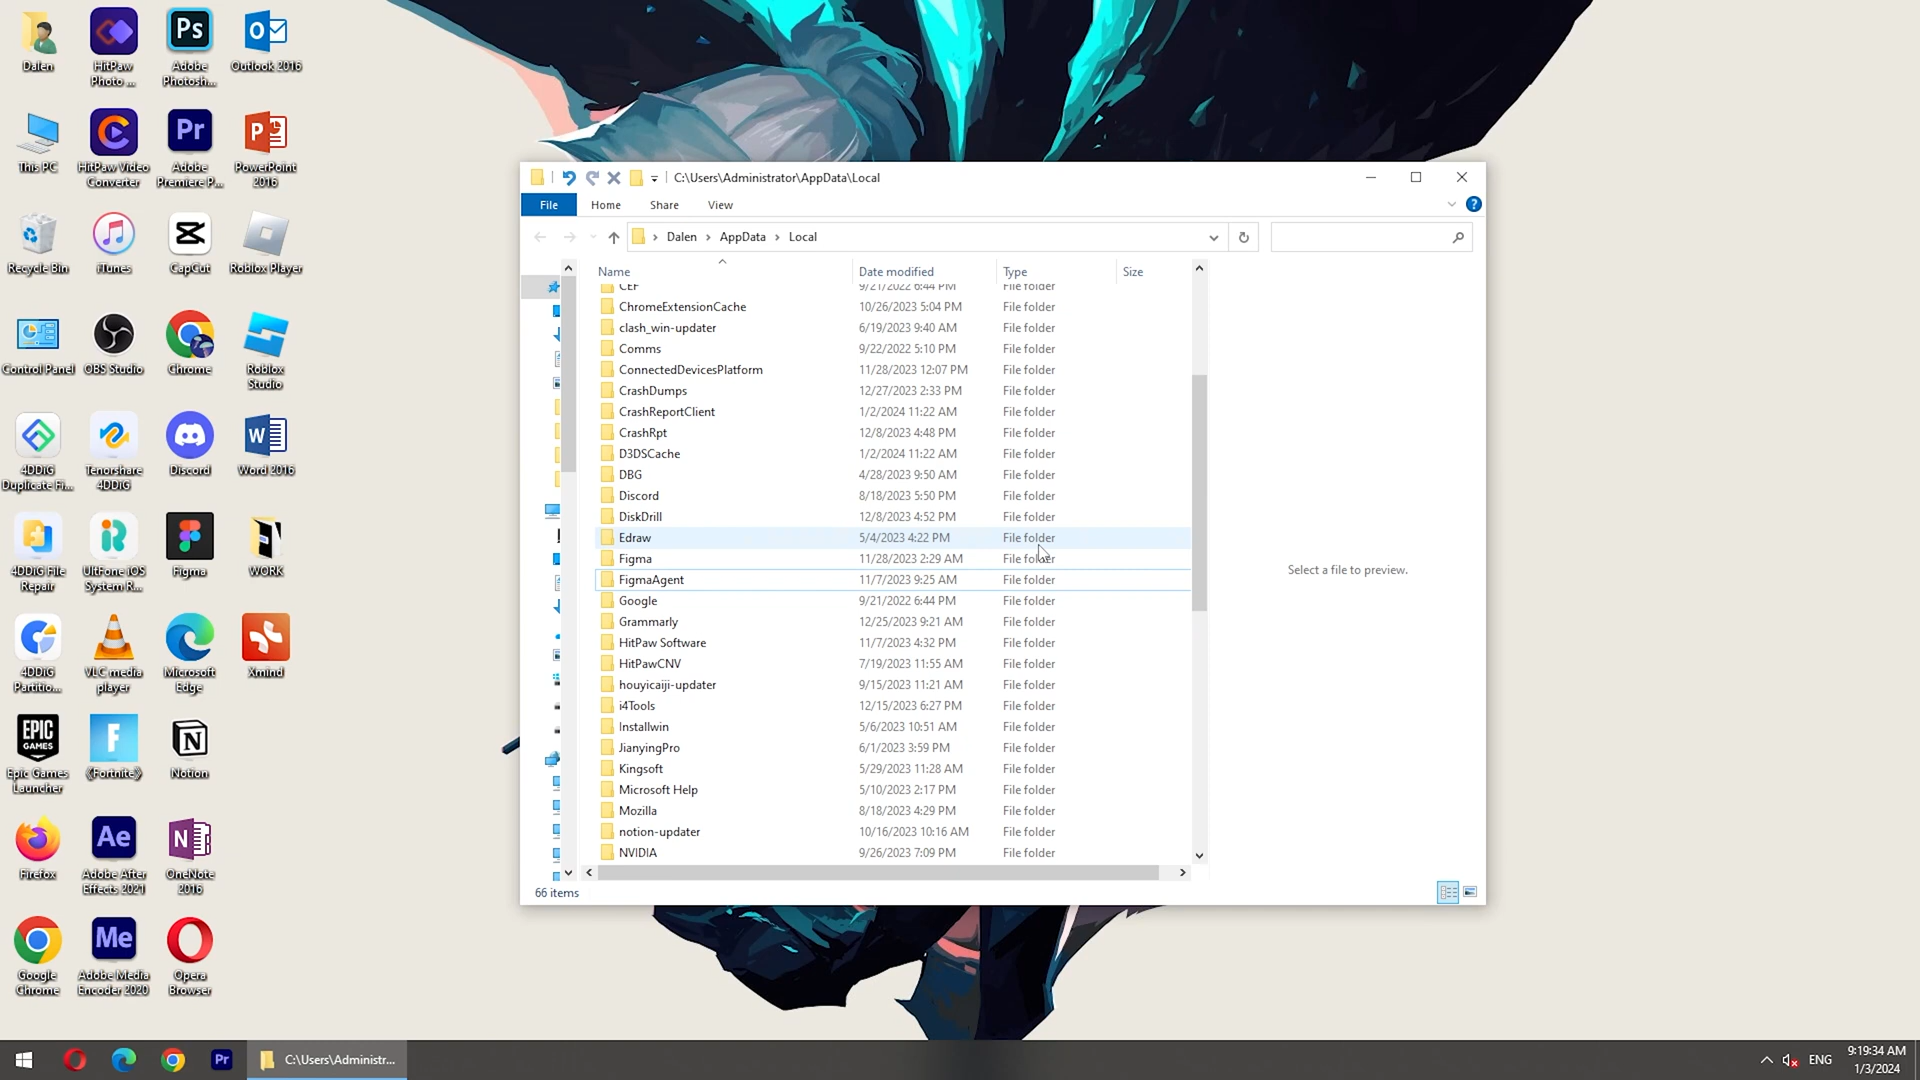 Dalen
HitPaw
Photo ...
Adobe
Photosh...
Outlook 2016
This PC
HitPaw Video
Converter
Adobe
Premiere P...
PowerPoint
2016
Recycle Bin
iTunes
CapCut
Roblox Player
Control Panel
OBS Studio
Chrome
Roblox
Studio
4DDiG
Duplicate Fi...
Tenorshare
4DDiG
Discord
Word 2016
4DDiG File
Repair
UltFone iOS
System R...
Figma
WORK
4DDiG
Partitio...
VLC media
player
Microsoft
Edge
Xmind
EPIC
GAMES
Epic Games
Launcher
《Fortnite》
Notion
Firefox
Adobe After
Effects 2021
OneNote
2016
Google
Chrome
Adobe Media
Encoder 2020
Opera
Browser
Ps
Pr
Ae
Me
C:\Users\Administrator\AppData\Local
File Home Share View
Dalen AppData Local
Name Date modified Type Size
CEF 9/21/2022 6:44 PM File folder
ChromeExtensionCache 10/26/2023 5:04 PM File folder
clash_win-updater 6/19/2023 9:40 AM File folder
Comms 9/22/2022 5:10 PM File folder
ConnectedDevicesPlatform 11/28/2023 12:07 PM File folder
CrashDumps 12/27/2023 2:33 PM File folder
CrashReportClient 1/2/2024 11:22 AM File folder
CrashRpt 12/8/2023 4:48 PM File folder
D3DSCache 1/2/2024 11:22 AM File folder
DBG 4/28/2023 9:50 AM File folder
Discord 8/18/2023 5:50 PM File folder
DiskDrill 12/8/2023 4:52 PM File folder
Edraw 5/4/2023 4:22 PM File folder
Figma 11/28/2023 2:29 AM File folder
FigmaAgent 11/7/2023 9:25 AM File folder
Google 9/21/2022 6:44 PM File folder
Grammarly 12/25/2023 9:21 AM File folder
HitPaw Software 11/7/2023 4:32 PM File folder
HitPawCNV 7/19/2023 11:55 AM File folder
houyicaiji-updater 9/15/2023 11:21 AM File folder
i4Tools 12/15/2023 6:27 PM File folder
Installwin 5/6/2023 10:51 AM File folder
JianyingPro 6/1/2023 3:59 PM File folder
Kingsoft 5/29/2023 11:28 AM File folder
Microsoft Help 5/10/2023 2:17 PM File folder
Mozilla 8/18/2023 4:29 PM File folder
notion-updater 10/16/2023 10:16 AM File folder
NVIDIA 9/26/2023 7:09 PM File folder
Select a file to preview.
66 items
Pr
C:\Users\Administr...
ENG
9:19:34 AM
1/3/2024